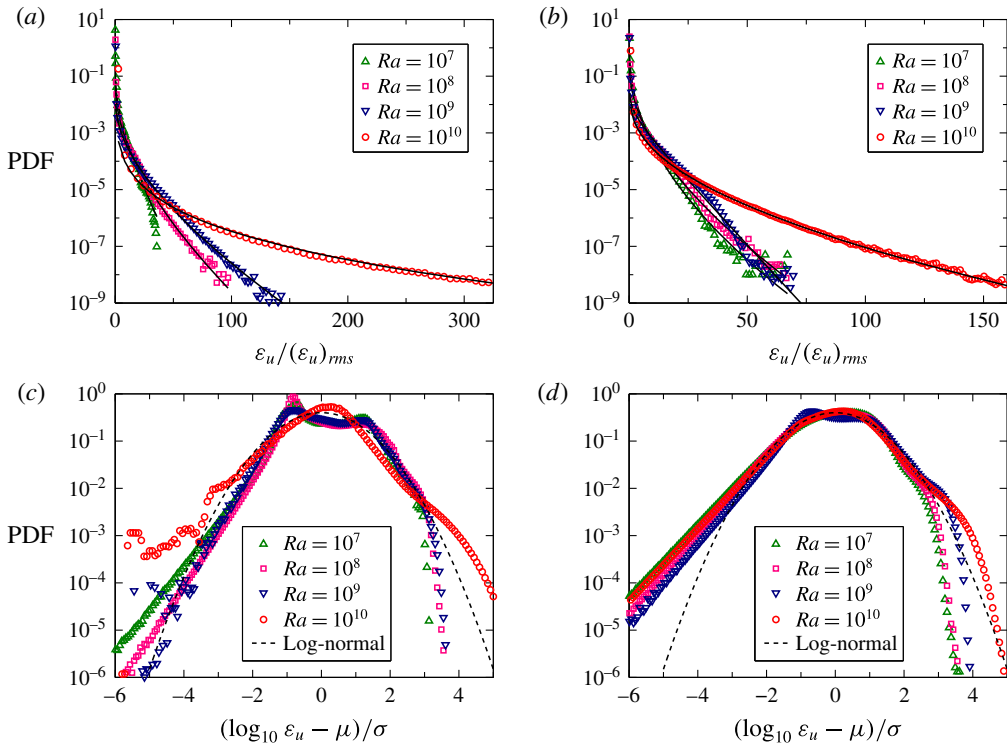 (a)
10^1
10^-1
10^-3
10^-5
10^-7
10^-9
PDF
Ra = 10^7
Ra = 10^8
Ra = 10^9
Ra = 10^10
0 100 200 300
ε_u/(ε_u)_rms
(b)
10^1
10^-1
10^-3
10^-5
10^-7
10^-9
Ra = 10^7
Ra = 10^8
Ra = 10^9
Ra = 10^10
0 50 100 150
ε_u/(ε_u)_rms
(c)
10^0
10^-1
10^-2
10^-3
10^-4
10^-5
10^-6
PDF
Ra = 10^7
Ra = 10^8
Ra = 10^9
Ra = 10^10
Log-normal
−6 −4 −2 0 2 4
(log_10 ε_u − μ)/σ
(d)
10^0
10^-1
10^-2
10^-3
10^-4
10^-5
10^-6
Ra = 10^7
Ra = 10^8
Ra = 10^9
Ra = 10^10
Log-normal
−6 −4 −2 0 2 4
(log_10 ε_u − μ)/σ